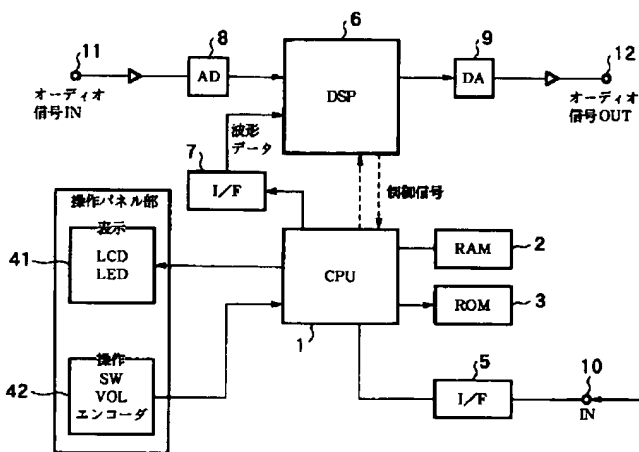 6
11
8
9
12
AD
DSP
DA
オーディオ
信号IN
オーディオ
信号OUT
波形
データ
7
I/F
制御信号
操作パネル部
表示
LCD
LED
41
CPU
1
RAM
2
ROM
3
操作
SW
VOL
エンコーダ
42
5
I/F
10
IN